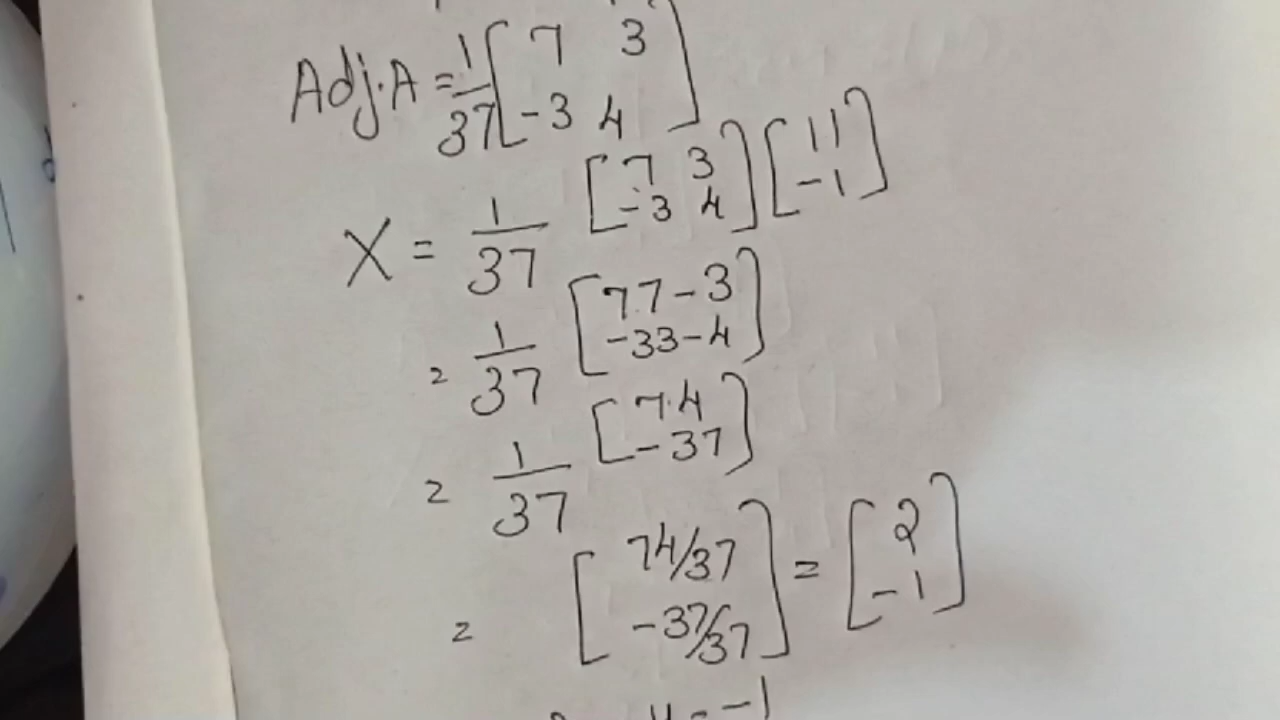 Adj.A = 1/37 [7 3
-3 4]
X = 1/37 [7 3
-3 4] [11
-1]
= 1/37 [77-3
-33-4]
= 1/37 [74
-37]
= [74/37
-37/37] = [2
-1]
y = -1